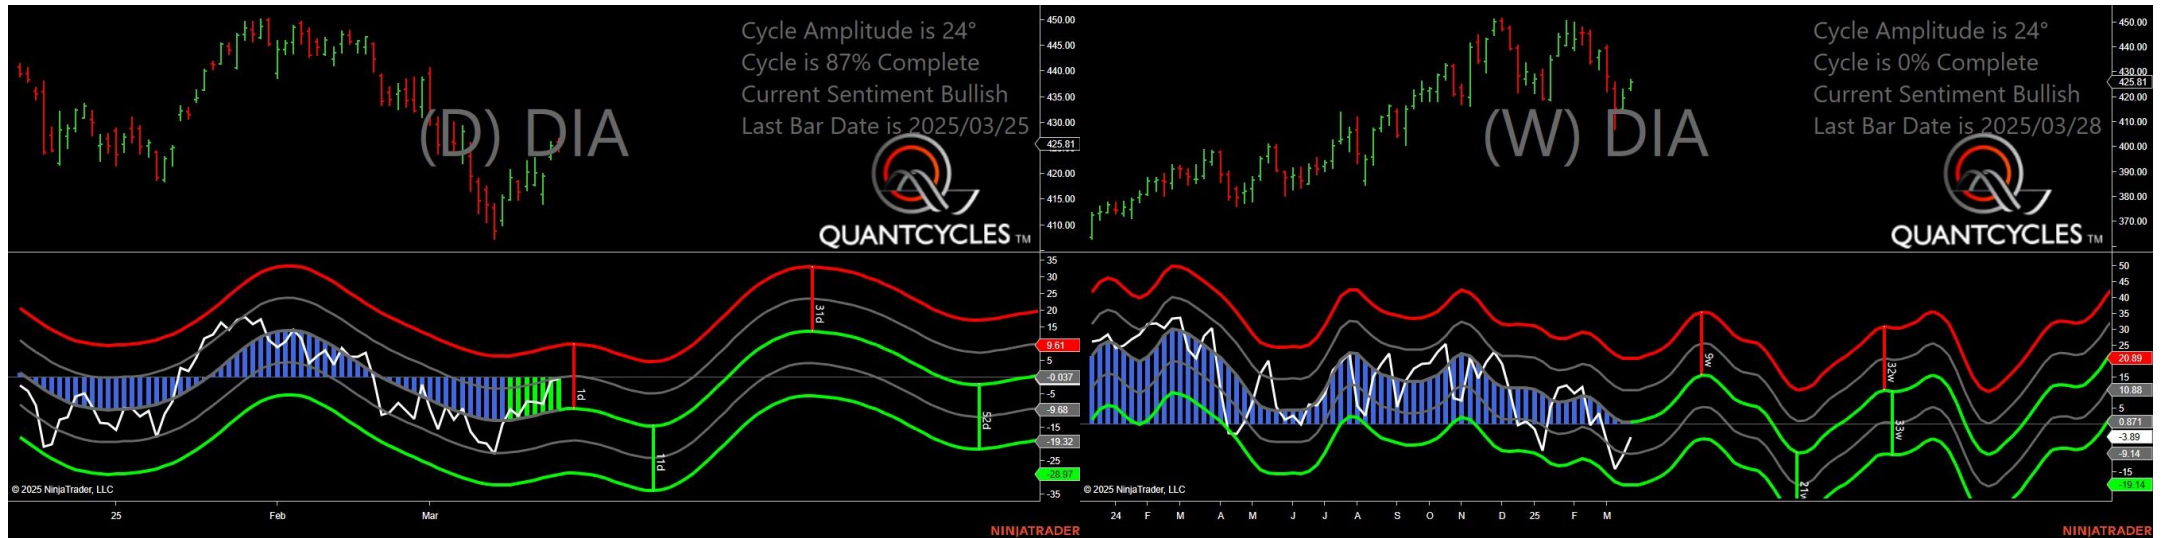 Cycle Amplitude is 24°
Cycle is 87% Complete
Current Sentiment Bullish
Last Bar Date is 2025/03/25
(D) DIA
QUANTCYCLES TM
450.00
445.00
440.00
435.00
430.00
425.81
420.00
415.00
410.00
35
30
25
20
15
9.61
5
-0.037
-5
-9.68
-15
-19.32
-25
-28.97
-35
1d
11d
31d
52d
© 2025 NinjaTrader, LLC
25
Feb
Mar
NINJATRADER
Cycle Amplitude is 24°
Cycle is 0% Complete
Current Sentiment Bullish
Last Bar Date is 2025/03/28
(W) DIA
QUANTCYCLES TM
450.00
440.00
430.00
425.81
420.00
410.00
400.00
390.00
380.00
370.00
50
45
40
35
30
25
20.89
15
10.88
5
0.871
-3.89
-9.14
-15
-19.14
9w
32w
33w
© 2025 NinjaTrader, LLC
24
F
M
A
M
J
J
A
S
O
N
D
25
F
M
NINJATRADER